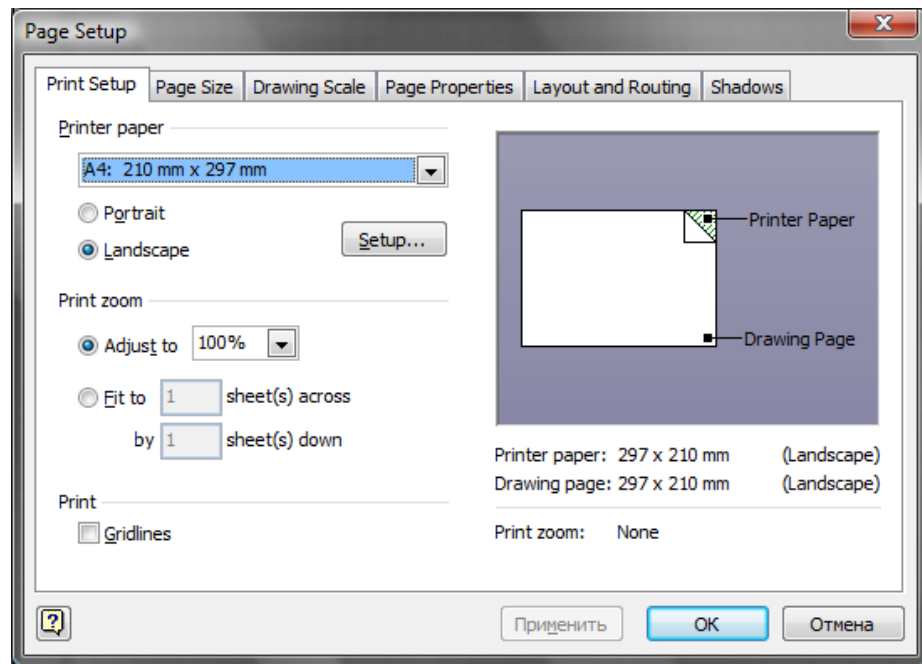 Page Setup
Print Setup Page Size Drawing Scale Page Properties Layout and Routing Shadows
Printer paper
A4: 210 mm x 297 mm
Portrait
Landscape
Setup...
Print zoom
Adjust to 100%
Fit to 1 sheet(s) across
by 1 sheet(s) down
Print
Gridlines
Printer Paper
Drawing Page
Printer paper: 297 x 210 mm (Landscape)
Drawing page: 297 x 210 mm (Landscape)
Print zoom: None
Применить OK Отмена